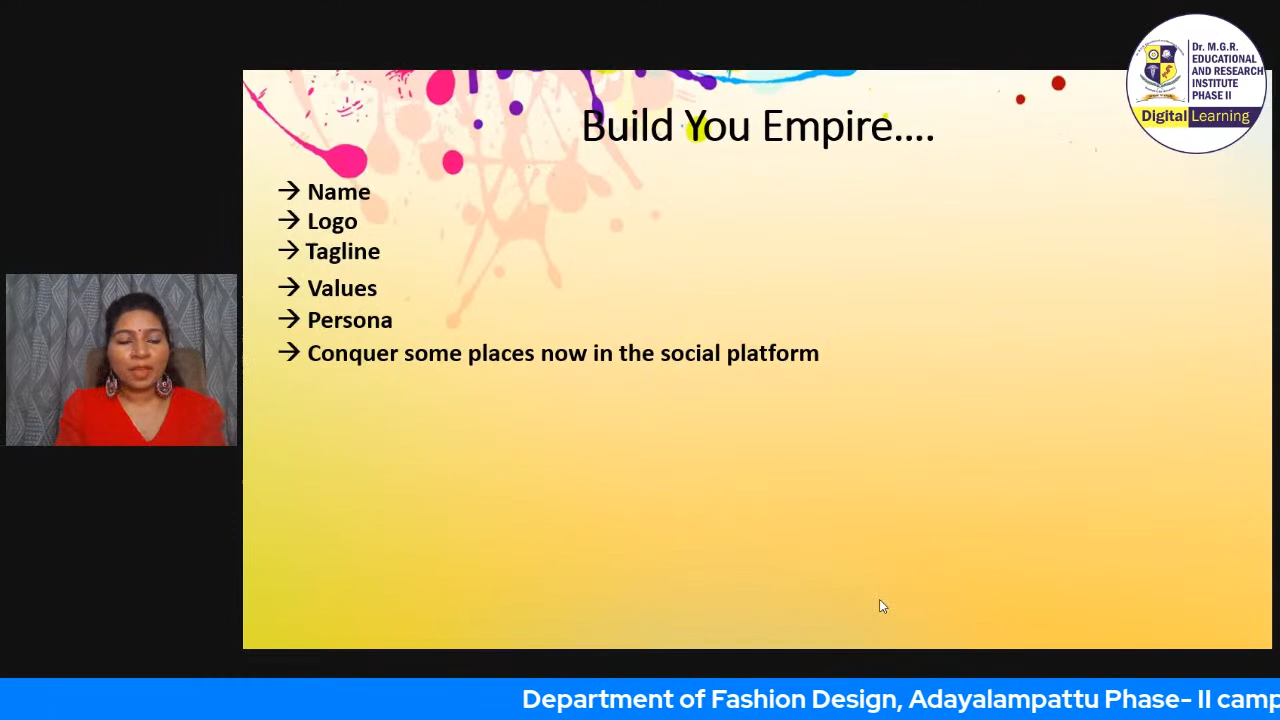 Dr. M.G.R.
EDUCATIONAL
AND RESEARCH
INSTITUTE
PHASE II
Digital Learning
Build You Empire....
→ Name
→ Logo
→ Tagline
→ Values
→ Persona
→ Conquer some places now in the social platform
Department of Fashion Design, Adayalampattu Phase- II camp